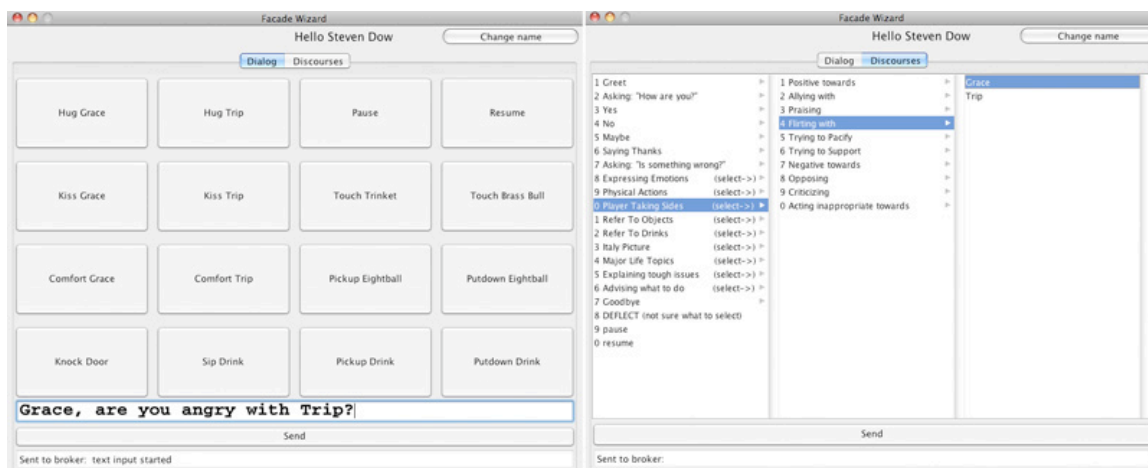 Facade Wizard
Hello Steven Dow
Change name
Dialog Discourses
Hug Grace Hug Trip Pause Resume
Kiss Grace Kiss Trip Touch Trinket Touch Brass Bull
Comfort Grace Comfort Trip Pickup Eightball Putdown Eightball
Knock Door Sip Drink Pickup Drink Putdown Drink
Grace, are you angry with Trip?
Send
Sent to broker: text input started
Facade Wizard
Hello Steven Dow
Change name
Dialog Discourses
1 Greet
2 Asking: "How are you?"
3 Yes
4 No
5 Maybe
6 Saying Thanks
7 Asking: "Is something wrong?"
8 Expressing Emotions (select->)
9 Physical Actions (select->)
0 Player Taking Sides (select->)
1 Refer To Objects (select->)
2 Refer To Drinks (select->)
3 Italy Picture (select->)
4 Major Life Topics (select->)
5 Explaining tough issues (select->)
6 Advising what to do (select->)
7 Goodbye
8 DEFLECT (not sure what to select)
9 pause
0 resume
1 Positive towards
2 Allying with
3 Praising
4 Flirting with
5 Trying to Pacify
6 Trying to Support
7 Negative towards
8 Opposing
9 Criticizing
0 Acting inappropriate towards
Grace
Trip
Send
Sent to broker: